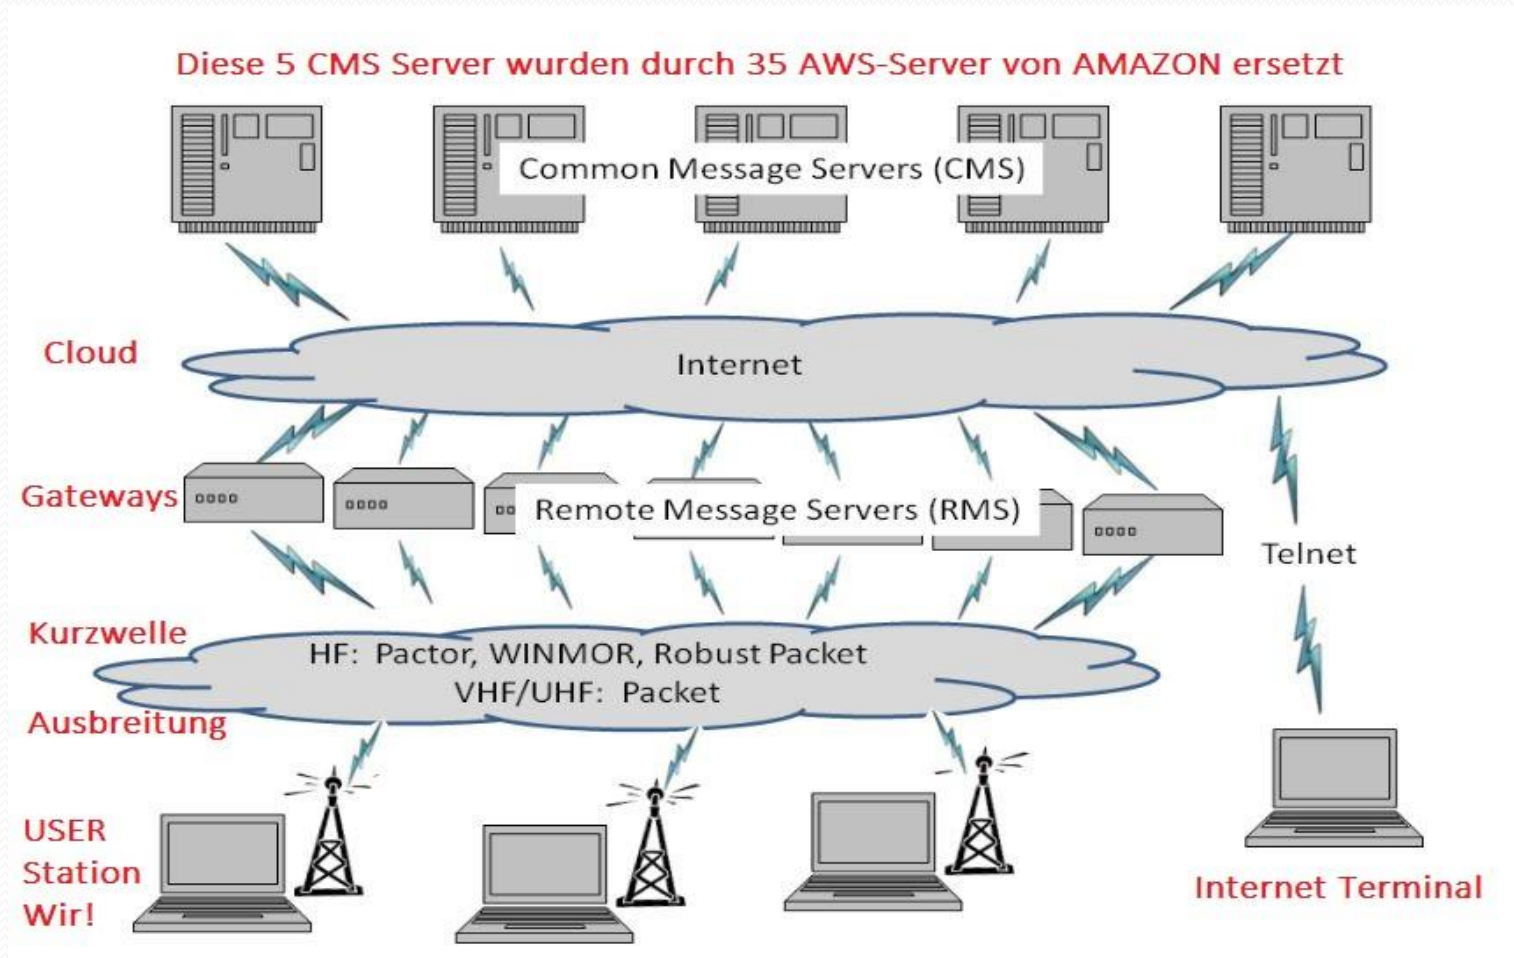 Diese 5 CMS Server wurden durch 35 AWS-Server von AMAZON ersetzt
Common Message Servers (CMS)
Cloud
Internet
Gateways
Remote Message Servers (RMS)
Telnet
Kurzwelle
HF: Pactor, WINMOR, Robust Packet
VHF/UHF: Packet
Ausbreitung
USER
Station
Wir!
Internet Terminal